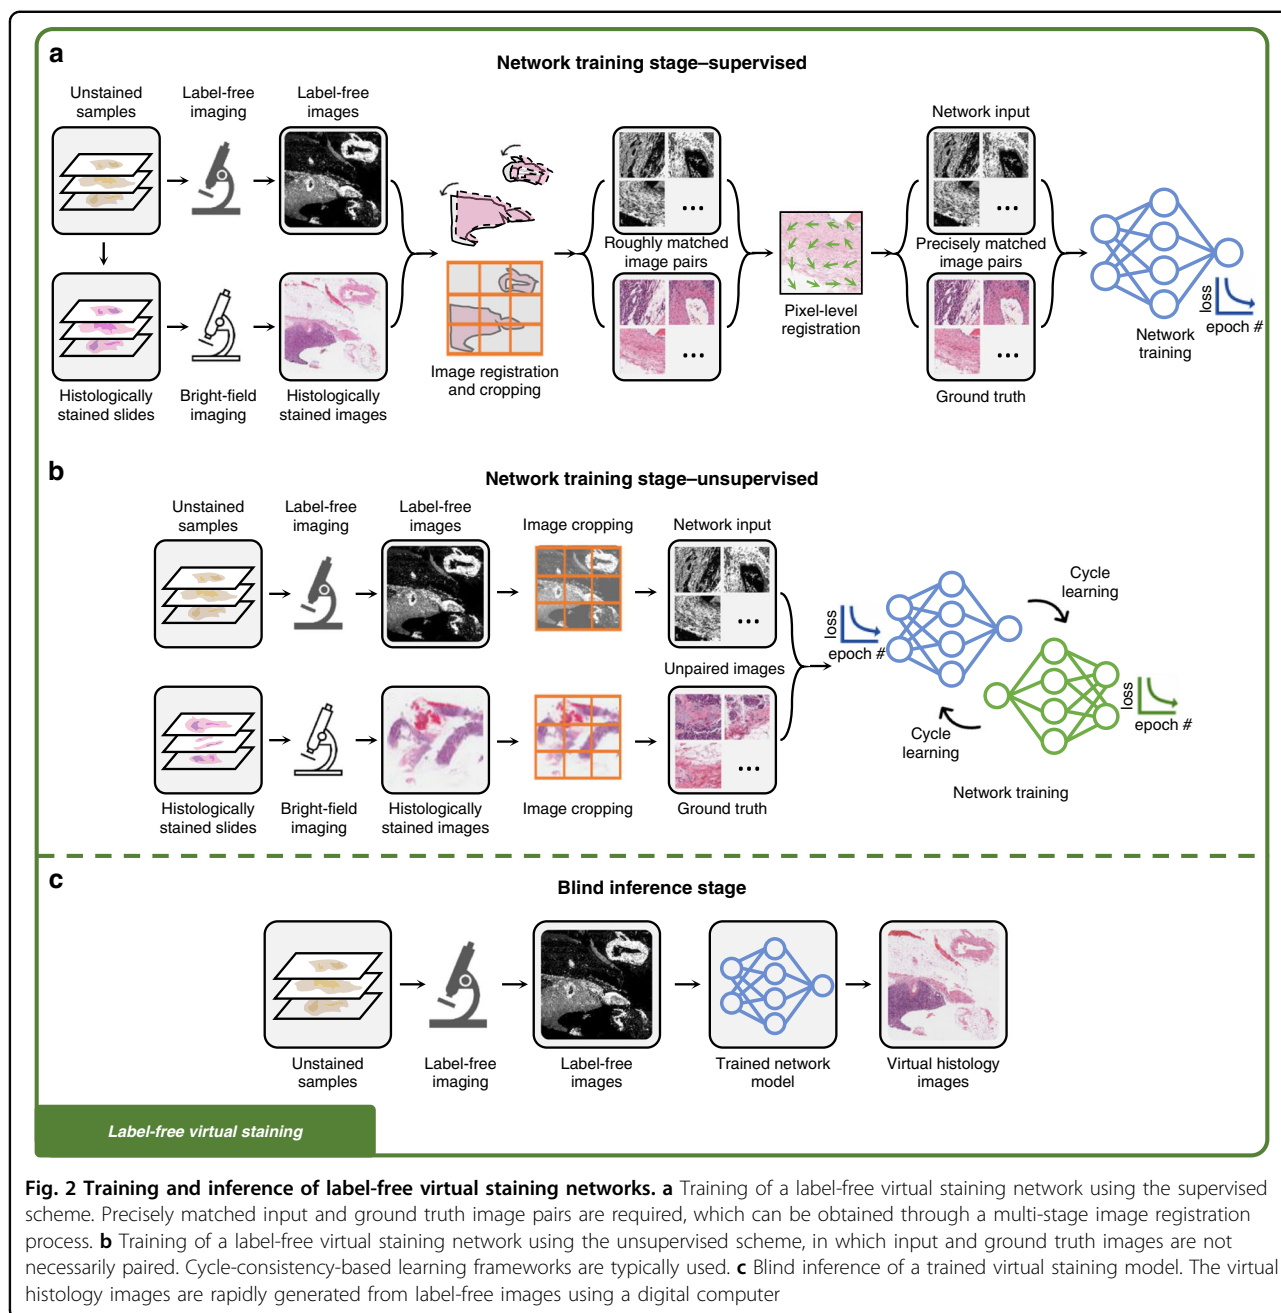 a
Network training stage–supervised
Unstained
samples
Label-free
imaging
Label-free
images
Network input
Roughly matched
image pairs
Precisely matched
image pairs
Pixel-level
registration
loss
epoch #
Network
training
Image registration
and cropping
Histologically
stained slides
Bright-field
imaging
Histologically
stained images
Ground truth
b
Network training stage–unsupervised
Unstained
samples
Label-free
imaging
Label-free
images
Image cropping
Network input
Cycle
learning
loss
epoch #
Unpaired images
loss
epoch #
Cycle
learning
Network training
Histologically
stained slides
Bright-field
imaging
Histologically
stained images
Image cropping
Ground truth
c
Blind inference stage
Unstained
samples
Label-free
imaging
Label-free
images
Trained network
model
Virtual histology
images
Label-free virtual staining
Fig. 2 Training and inference of label-free virtual staining networks. a Training of a label-free virtual staining network using the supervised
scheme. Precisely matched input and ground truth image pairs are required, which can be obtained through a multi-stage image registration
process. b Training of a label-free virtual staining network using the unsupervised scheme, in which input and ground truth images are not
necessarily paired. Cycle-consistency-based learning frameworks are typically used. c Blind inference of a trained virtual staining model. The virtual
histology images are rapidly generated from label-free images using a digital computer